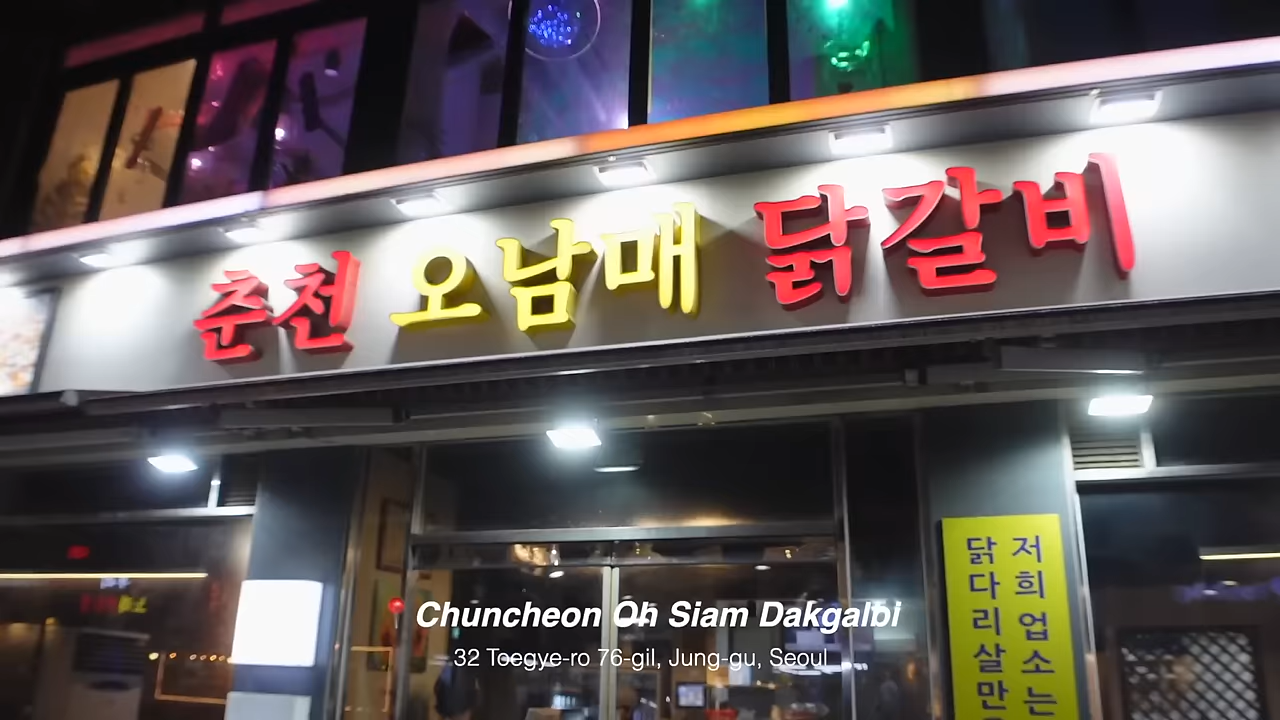 춘천 오남매 닭갈비
저희 업소는
닭다리살만
Chuncheon Oh Siam Dakgalbi
32 Toegye-ro 76-gil, Jung-gu, Seoul